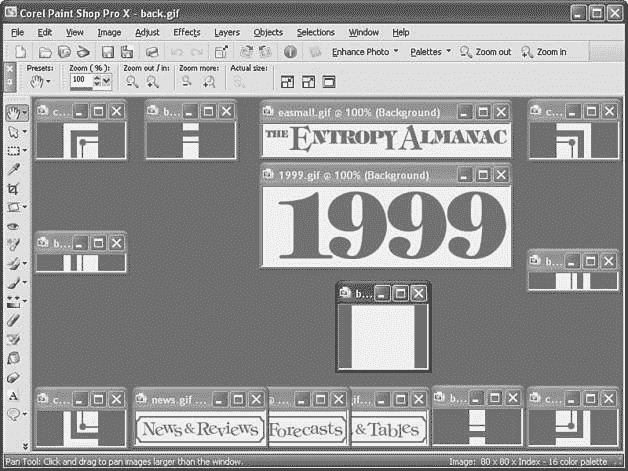 Corel Paint Shop Pro X - back.gif
File Edit View Image Adjust Effects Layers Objects Selections Window Help
Enhance Photo Palettes Zoom out Zoom in
Presets: Zoom ( % ): Zoom out / in: Zoom more: Actual size:
100
c... b... easmall.gif @ 100% (Background) c...
THE ENTROPY ALMANAC
1999.gif @ 100% (Background)
1999
b... b...
b...
c... news.gif ... @ ... if... b... c...
News & Reviews Forecasts & Tables
Pan Tool: Click and drag to pan images larger than the window. Image: 80 x 80 x Index - 16 color palette